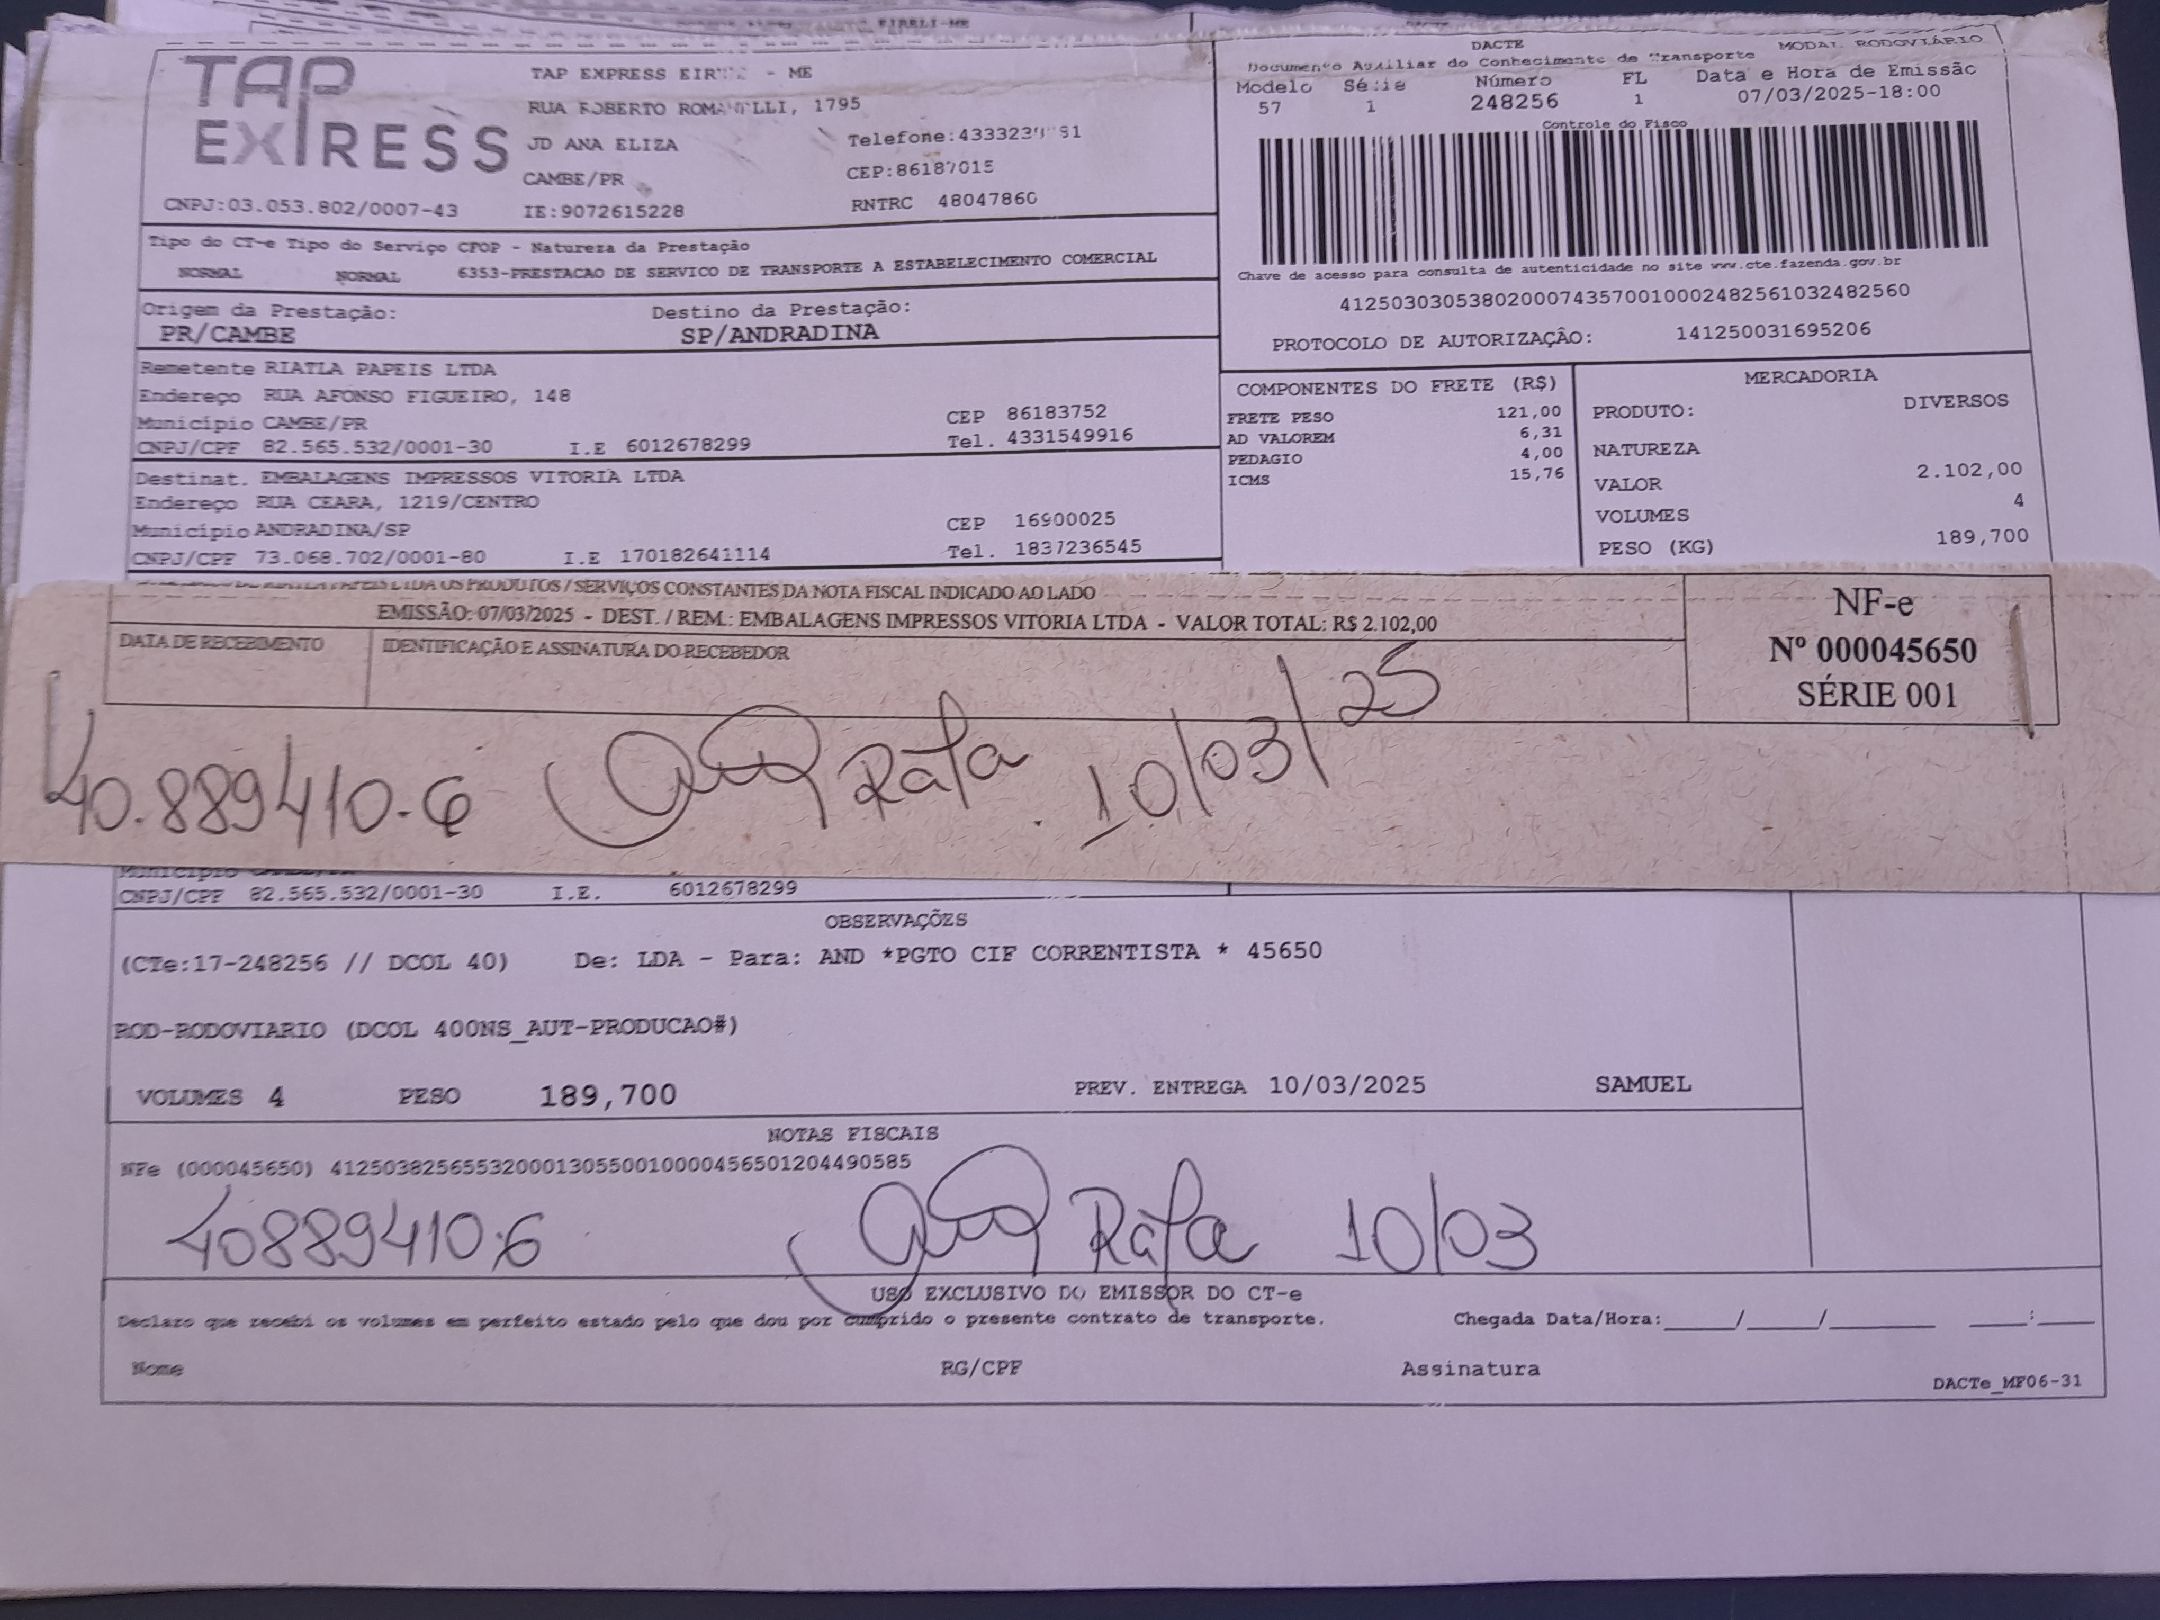 TAP EXPRESS
TAP EXPRESS - ME
RUA ROBERTO, 1795
JD ANA ELIZA
CAMBE/PR
CEP:86187015
CNPJ:03.053.802/0007-43 IE:9072615228 RNTRC 48047860
DACTE MODAL RODOVIÁRIO
Documento Auxiliar do Conhecimento de Transporte
Modelo Série Número FL Data e Hora de Emissão
57 1 248256 1 07/03/2025-18:00
Controle do Fisco
Chave de acesso para consulta de autenticidade no site www.cte.fazenda.gov.br
41250303053802000743570010002482561032482560
PROTOCOLO DE AUTORIZAÇÃO: 141250031695206
Tipo do CT-e Tipo do Serviço CFOP - Natureza da Prestação
NORMAL NORMAL 6353-PRESTACAO DE SERVICO DE TRANSPORTE A ESTABELECIMENTO COMERCIAL
Origem da Prestação: Destino da Prestação:
PR/CAMBE SP/ANDRADINA
Remetente RIATLA PAPEIS LTDA
Endereço RUA AFONSO FIGUEIRO, 148
Município CAMBE/PR CEP 86183752
CNPJ/CPF 82.565.532/0001-30 I.E 6012678299 Tel. 4331549916
Destinat. EMBALAGENS IMPRESSOS VITORIA LTDA
Endereço RUA CEARA, 1219/CENTRO
Município ANDRADINA/SP CEP 16900025
CNPJ/CPF 73.068.702/0001-80 I.E 170182641114 Tel. 1837236545
COMPONENTES DO FRETE (R$)
FRETE PESO 121,00
AD VALOREM 6,31
PEDAGIO 4,00
ICMS 15,76
MERCADORIA
PRODUTO: DIVERSOS
NATUREZA
VALOR 2.102,00
VOLUMES 4
PESO (KG) 189,700
DE RIATLA PAPEIS LTDA OS PRODUTOS / SERVIÇOS CONSTANTES DA NOTA FISCAL INDICADO AO LADO
EMISSÃO: 07/03/2025 - DEST. / REM.: EMBALAGENS IMPRESSOS VITORIA LTDA - VALOR TOTAL: R$ 2.102,00
DATA DE RECEBIMENTO IDENTIFICAÇÃO E ASSINATURA DO RECEBEDOR
NF-e
Nº 000045650
SÉRIE 001
40.889410-6 Rafa 10/03/25
Município
CNPJ/CPF 82.565.532/0001-30 I.E. 6012678299
OBSERVAÇÕES
(CTe:17-248256 // DCOL 40) De: LDA - Para: AND *PGTO CIF CORRENTISTA * 45650
ROD-RODOVIARIO (DCOL 400NS_AUT-PRODUCAO#)
VOLUMES 4 PESO 189,700 PREV. ENTREGA 10/03/2025 SAMUEL
NOTAS FISCAIS
NFe (000045650) 41250382565532000130550010000456501204490585
40889410.6 Rafa 10/03
USO EXCLUSIVO DO EMISSOR DO CT-e
Declaro que recebi os volumes em perfeito estado pelo que dou por cumprido o presente contrato de transporte. Chegada Data/Hora:_____/_____/_______ ____:____
Nome RG/CPF Assinatura
DACTe_MF06-31